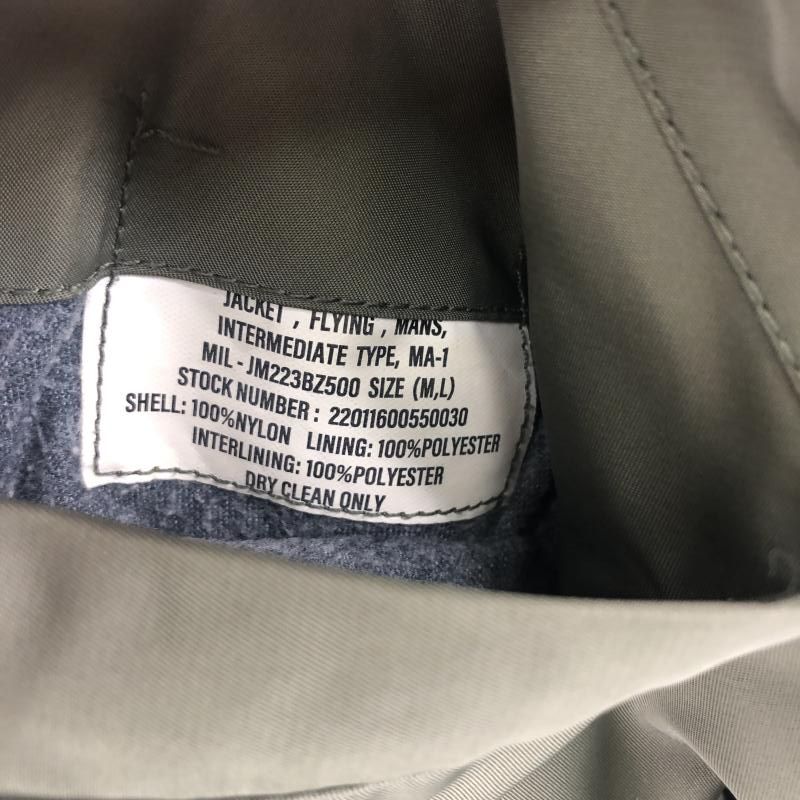 JACKET , FLYING , MANS,
INTERMEDIATE TYPE, MA-1
MIL - JM223BZ500 SIZE (M,L)
STOCK NUMBER : 22011600550030
SHELL: 100%NYLON LINING: 100%POLYESTER
INTERLINING: 100%POLYESTER
DRY CLEAN ONLY